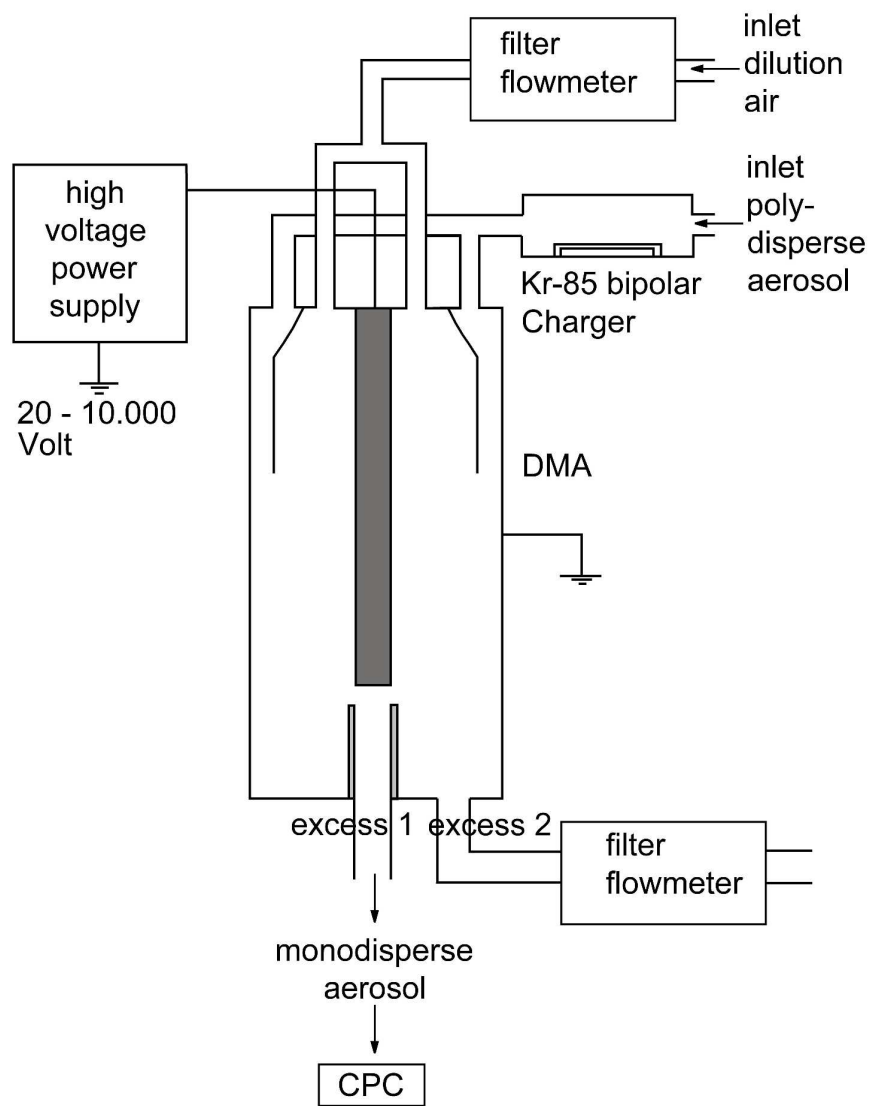 filter
flowmeter
inlet
dilution
air
high
voltage
power
supply
inlet
poly-
disperse
aerosol
Kr-85 bipolar
Charger
20 - 10.000
Volt
DMA
excess 1 excess 2
filter
flowmeter
monodisperse
aerosol
CPC